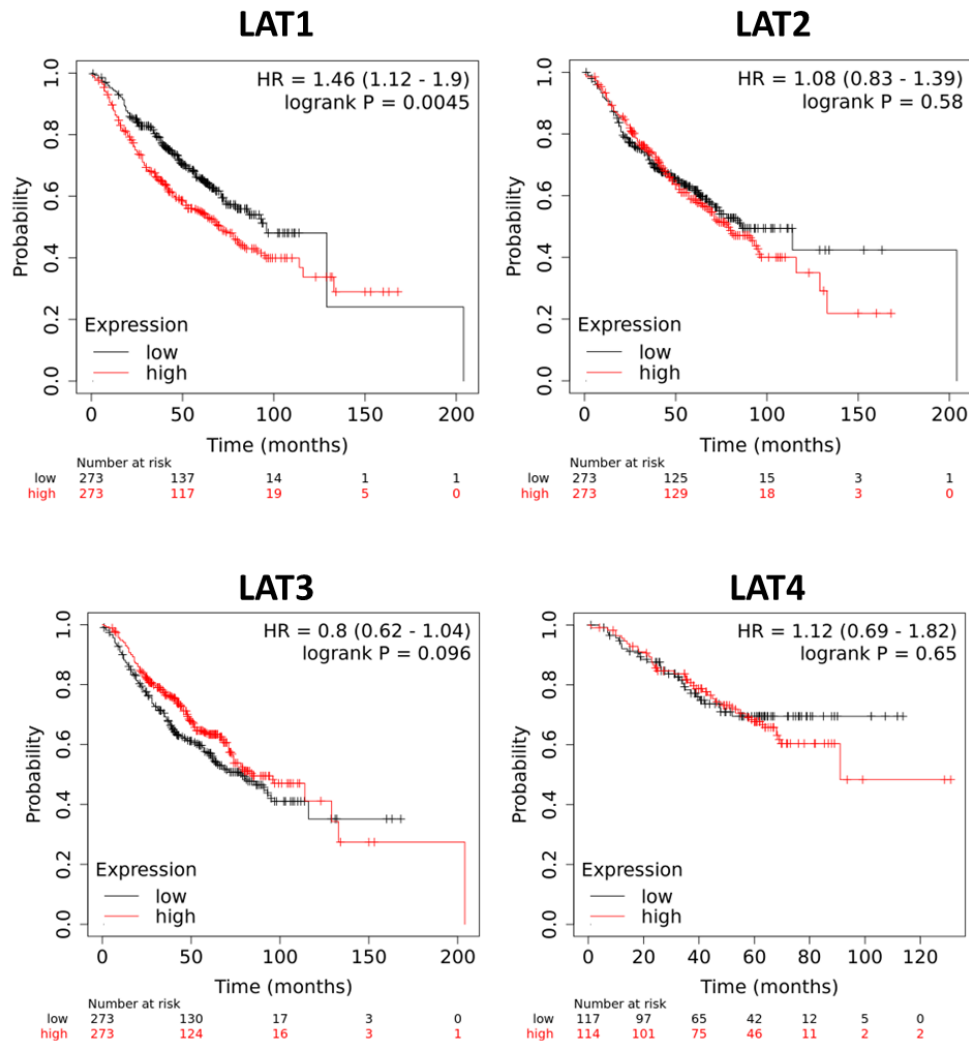 LAT1
HR = 1.46 (1.12 - 1.9)
logrank P = 0.0045
Probability
1.0
0.8
0.6
0.4
0.2
0.0
Expression
low
high
0 50 100 150 200
Time (months)
Number at risk
low 273 137 14 1 1
high 273 117 19 5 0
LAT2
HR = 1.08 (0.83 - 1.39)
logrank P = 0.58
Probability
1.0
0.8
0.6
0.4
0.2
0.0
Expression
low
high
0 50 100 150 200
Time (months)
Number at risk
low 273 125 15 3 1
high 273 129 18 3 0
LAT3
HR = 0.8 (0.62 - 1.04)
logrank P = 0.096
Probability
1.0
0.8
0.6
0.4
0.2
0.0
Expression
low
high
0 50 100 150 200
Time (months)
Number at risk
low 273 130 17 3 0
high 273 124 16 3 1
LAT4
HR = 1.12 (0.69 - 1.82)
logrank P = 0.65
Probability
1.0
0.8
0.6
0.4
0.2
0.0
Expression
low
high
0 20 40 60 80 100 120
Time (months)
Number at risk
low 117 97 65 42 12 5 0
high 114 101 75 46 11 2 2